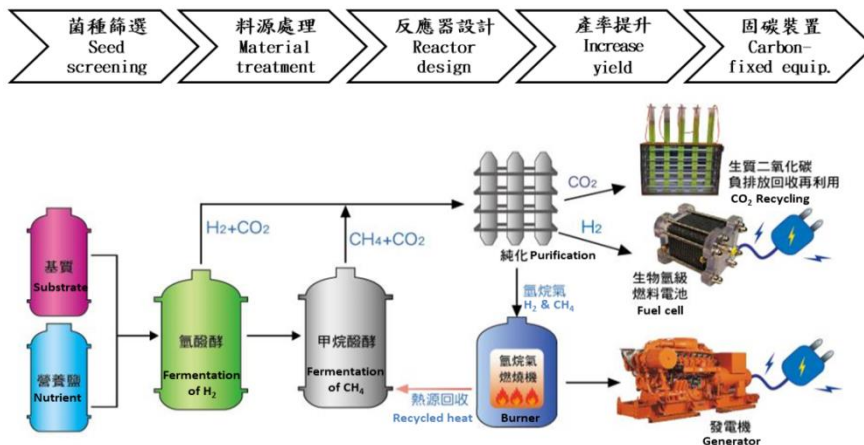 菌種篩選
Seed
screening
料源處理
Material
treatment
反應器設計
Reactor
design
產率提升
Increase
yield
固碳裝置
Carbon-
fixed equip.
生質二氧化碳
負排放回收再利用
CO₂ Recycling
CO₂
H₂
純化 Purification
H₂+CO₂
CH₄+CO₂
基質
Substrate
營養鹽
Nutrient
氫醱酵
Fermentation
of H₂
甲烷醱酵
Fermentation
of CH₄
氫烷氣
H₂ & CH₄
氫烷氣
燃燒機
Burner
熱源回收
Recycled heat
生物氫級
燃料電池
Fuel cell
發電機
Generator